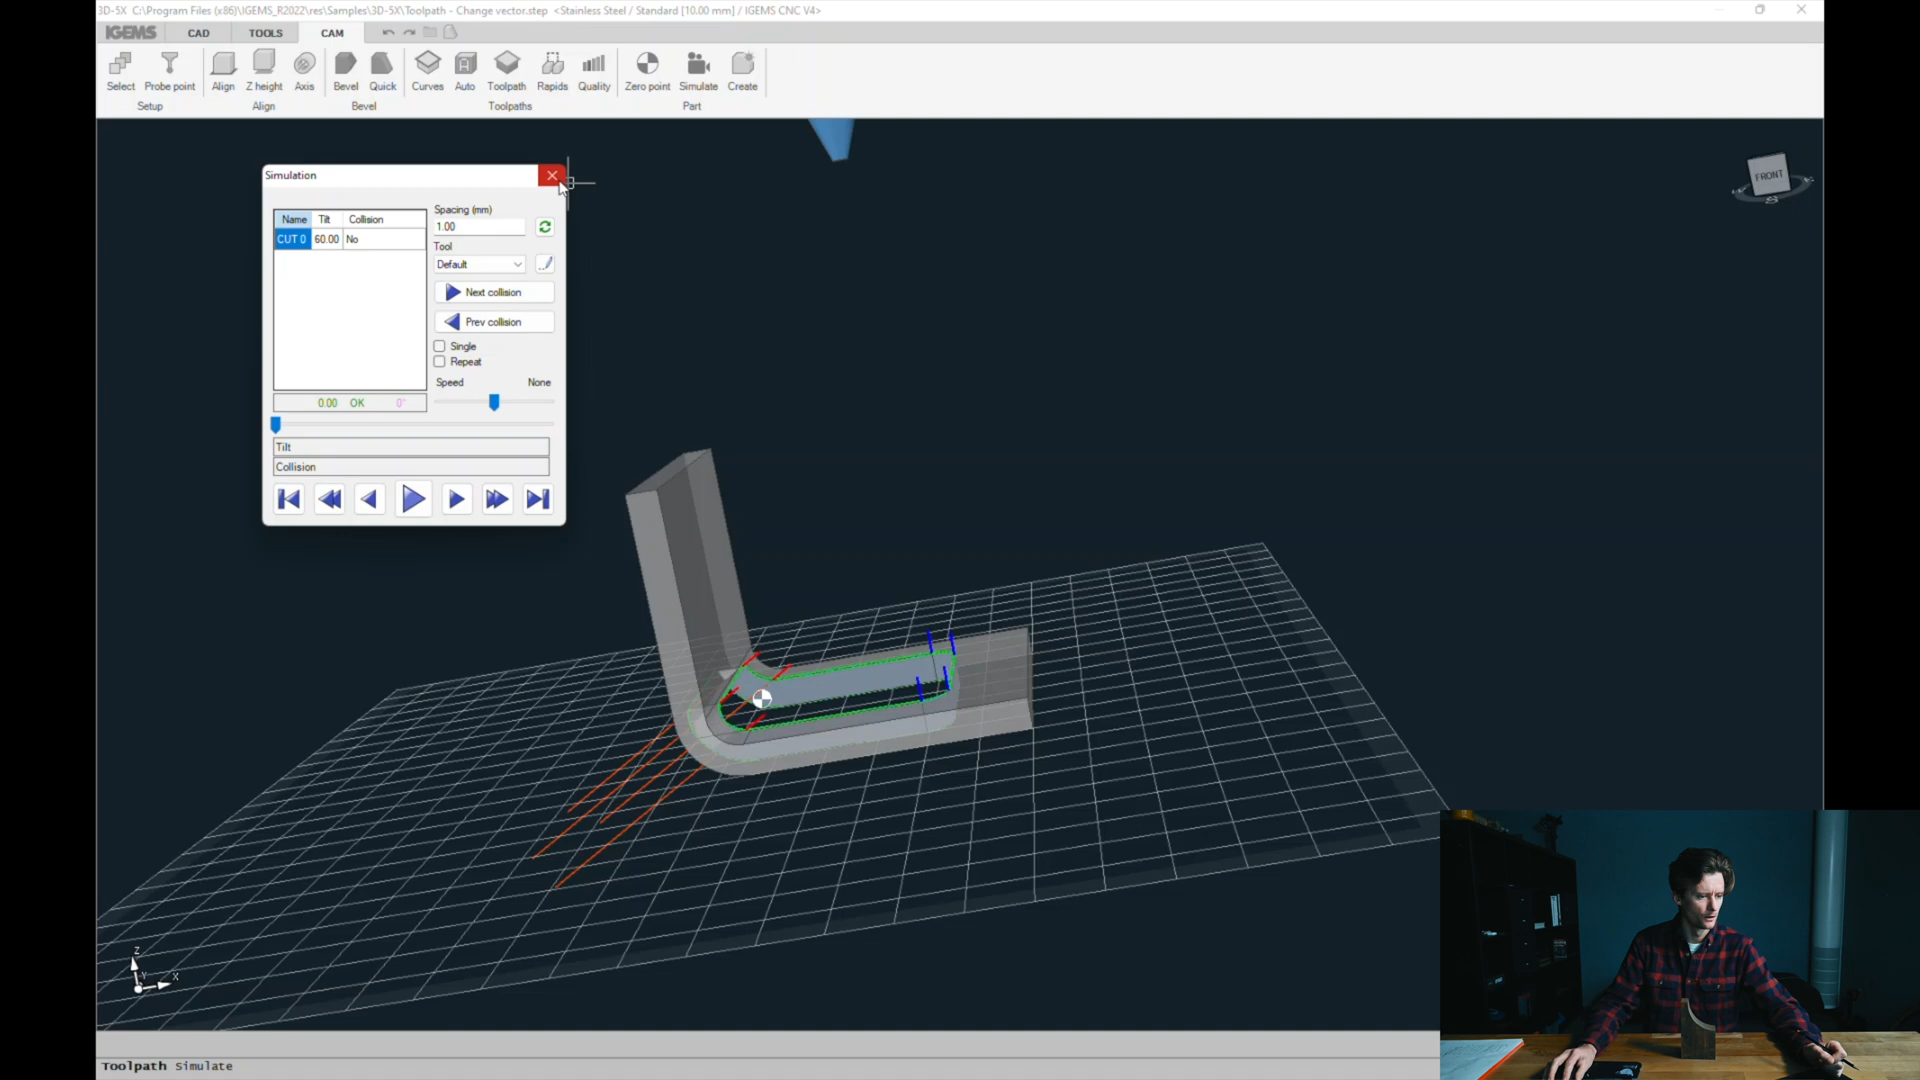 3D-5X C:\Program Files (x86)\IGEMS_R2022\res\Samples\3D-5X\Toolpath - Change vector.step <Stainless Steel / Standard [10.00 mm] / IGEMS CNC V4>
IGEMS CAD TOOLS CAM
Select Probe point Align Z height Axis Bevel Quick Curves Auto Toolpath Rapids Quality Zero point Simulate Create
Setup Align Bevel Toolpaths Part
FRONT
Simulation
Name Tilt Collision
CUT 0 60.00 No
Spacing (mm)
1.00
Tool
Default
Next collision
Prev collision
Single
Repeat
Speed None
0.00 OK 0°
Tilt
Collision
Z
Y
X
Toolpath Simulate